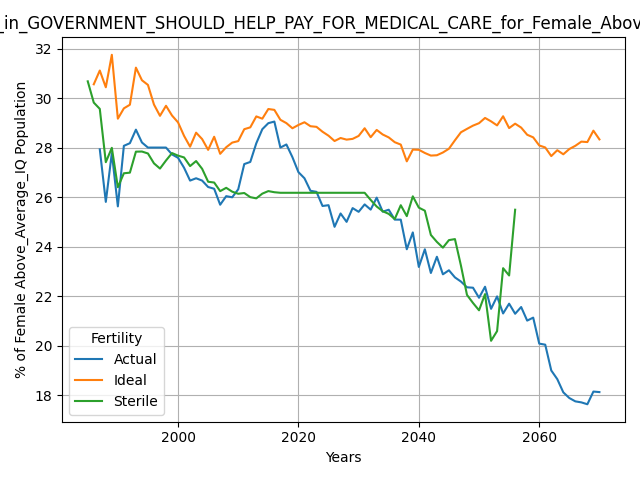 _in_GOVERNMENT_SHOULD_HELP_PAY_FOR_MEDICAL_CARE_for_Female_Abov
% of Female Above_Average_IQ Population
32
30
28
26
24
22
20
18
Fertility
Actual
Ideal
Sterile
2000
2020
2040
2060
Years